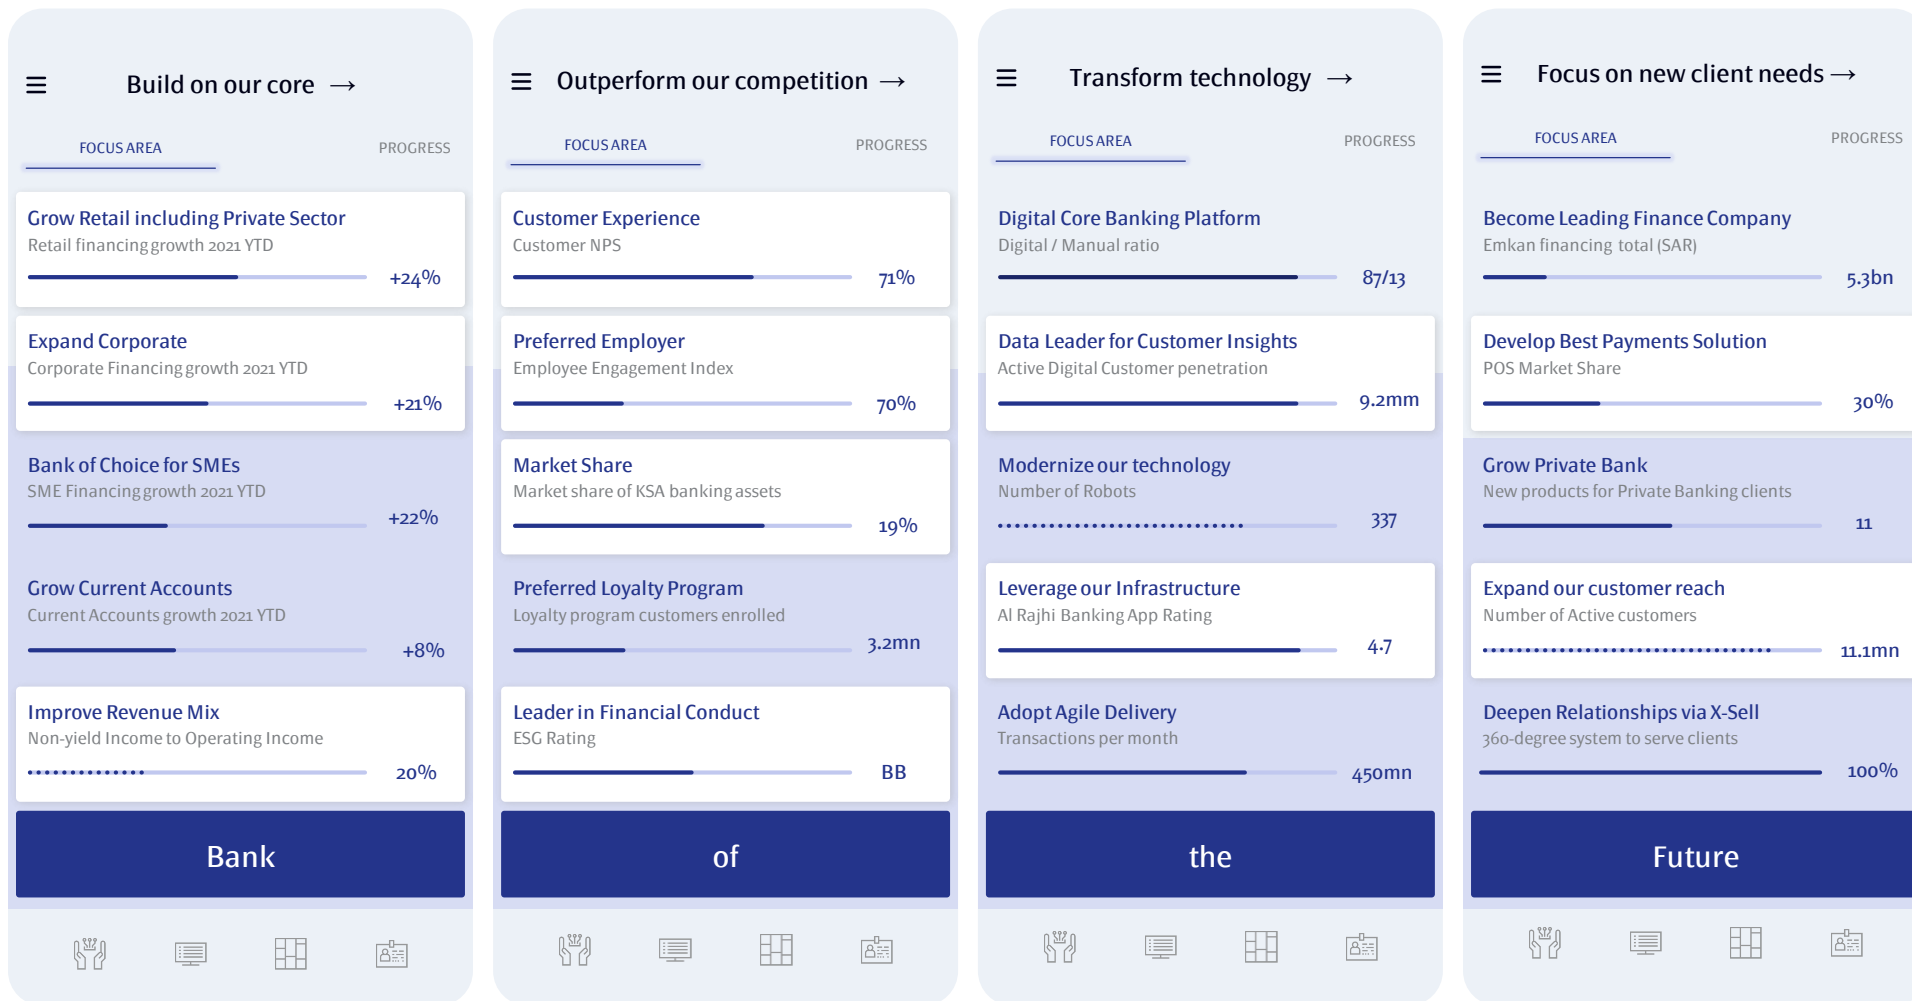 Build on our core →
FOCUS AREA PROGRESS
Grow Retail including Private Sector
Retail financing growth 2021 YTD
+24%
Expand Corporate
Corporate Financing growth 2021 YTD
+21%
Bank of Choice for SMEs
SME Financing growth 2021 YTD
+22%
Grow Current Accounts
Current Accounts growth 2021 YTD
+8%
Improve Revenue Mix
Non-yield Income to Operating Income
20%
Bank
Outperform our competition →
FOCUS AREA PROGRESS
Customer Experience
Customer NPS
71%
Preferred Employer
Employee Engagement Index
70%
Market Share
Market share of KSA banking assets
19%
Preferred Loyalty Program
Loyalty program customers enrolled
3.2mn
Leader in Financial Conduct
ESG Rating
BB
of
Transform technology →
FOCUS AREA PROGRESS
Digital Core Banking Platform
Digital / Manual ratio
87/13
Data Leader for Customer Insights
Active Digital Customer penetration
9.2mm
Modernize our technology
Number of Robots
337
Leverage our Infrastructure
Al Rajhi Banking App Rating
4.7
Adopt Agile Delivery
Transactions per month
450mn
the
Focus on new client needs →
FOCUS AREA PROGRESS
Become Leading Finance Company
Emkan financing total (SAR)
5.3bn
Develop Best Payments Solution
POS Market Share
30%
Grow Private Bank
New products for Private Banking clients
11
Expand our customer reach
Number of Active customers
11.1mn
Deepen Relationships via X-Sell
360-degree system to serve clients
100%
Future